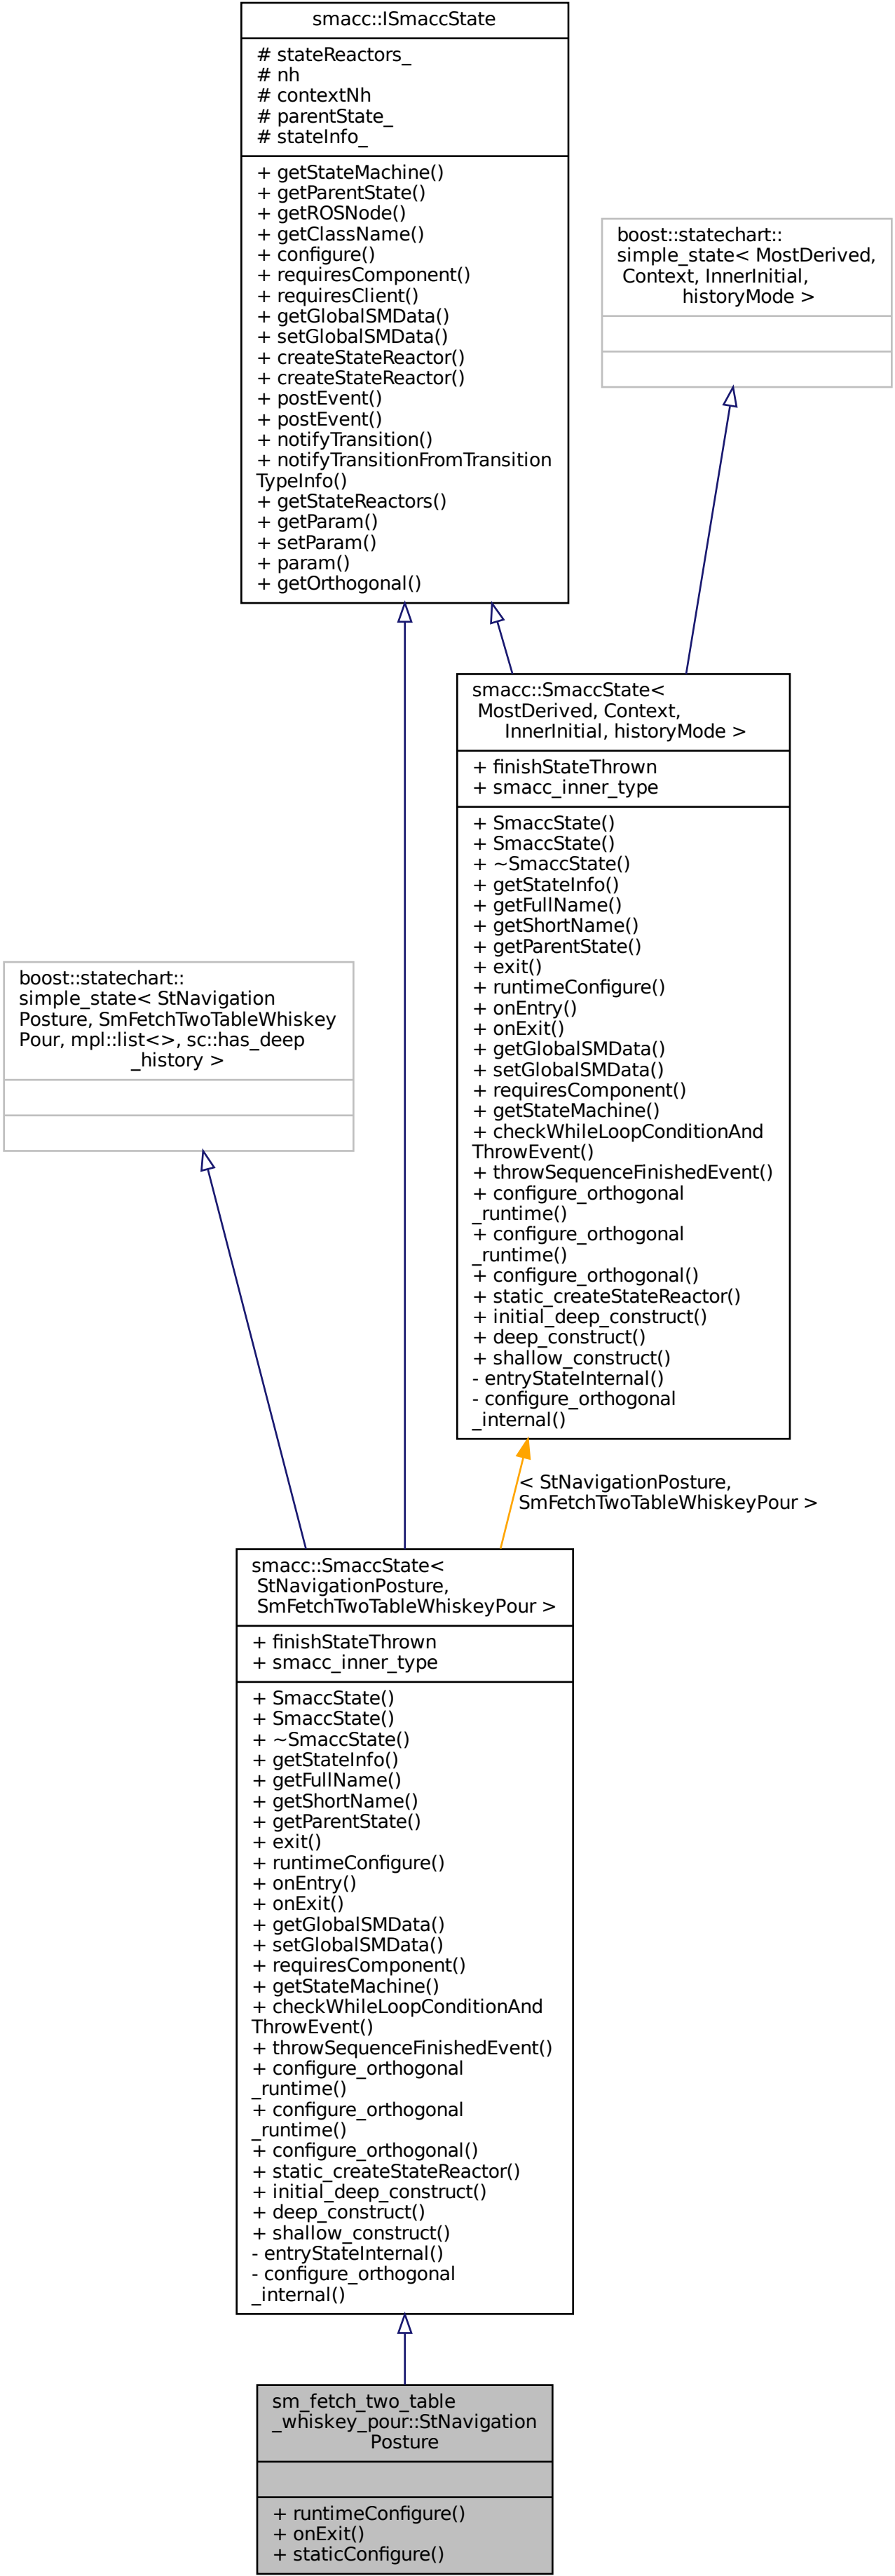 smacc::ISmaccState
# stateReactors_
# nh
# contextNh
# parentState_
# stateInfo_
+ getStateMachine()
+ getParentState()
+ getROSNode()
+ getClassName()
+ configure()
+ requiresComponent()
+ requiresClient()
+ getGlobalSMData()
+ setGlobalSMData()
+ createStateReactor()
+ createStateReactor()
+ postEvent()
+ postEvent()
+ notifyTransition()
+ notifyTransitionFromTransition
TypeInfo()
+ getStateReactors()
+ getParam()
+ setParam()
+ param()
+ getOrthogonal()
boost::statechart::
simple_state< MostDerived,
Context, InnerInitial,
historyMode >
smacc::SmaccState<
MostDerived, Context,
InnerInitial, historyMode >
+ finishStateThrown
+ smacc_inner_type
+ SmaccState()
+ SmaccState()
+ ~SmaccState()
+ getStateInfo()
+ getFullName()
+ getShortName()
+ getParentState()
+ exit()
+ runtimeConfigure()
+ onEntry()
+ onExit()
+ getGlobalSMData()
+ setGlobalSMData()
+ requiresComponent()
+ getStateMachine()
+ checkWhileLoopConditionAnd
ThrowEvent()
+ throwSequenceFinishedEvent()
+ configure_orthogonal
_runtime()
+ configure_orthogonal
_runtime()
+ configure_orthogonal()
+ static_createStateReactor()
+ initial_deep_construct()
+ deep_construct()
+ shallow_construct()
- entryStateInternal()
- configure_orthogonal
_internal()
boost::statechart::
simple_state< StNavigation
Posture, SmFetchTwoTableWhiskey
Pour, mpl::list<>, sc::has_deep
_history >
< StNavigationPosture,
SmFetchTwoTableWhiskeyPour >
smacc::SmaccState<
StNavigationPosture,
SmFetchTwoTableWhiskeyPour >
+ finishStateThrown
+ smacc_inner_type
+ SmaccState()
+ SmaccState()
+ ~SmaccState()
+ getStateInfo()
+ getFullName()
+ getShortName()
+ getParentState()
+ exit()
+ runtimeConfigure()
+ onEntry()
+ onExit()
+ getGlobalSMData()
+ setGlobalSMData()
+ requiresComponent()
+ getStateMachine()
+ checkWhileLoopConditionAnd
ThrowEvent()
+ throwSequenceFinishedEvent()
+ configure_orthogonal
_runtime()
+ configure_orthogonal
_runtime()
+ configure_orthogonal()
+ static_createStateReactor()
+ initial_deep_construct()
+ deep_construct()
+ shallow_construct()
- entryStateInternal()
- configure_orthogonal
_internal()
sm_fetch_two_table
_whiskey_pour::StNavigation
Posture
+ runtimeConfigure()
+ onExit()
+ staticConfigure()